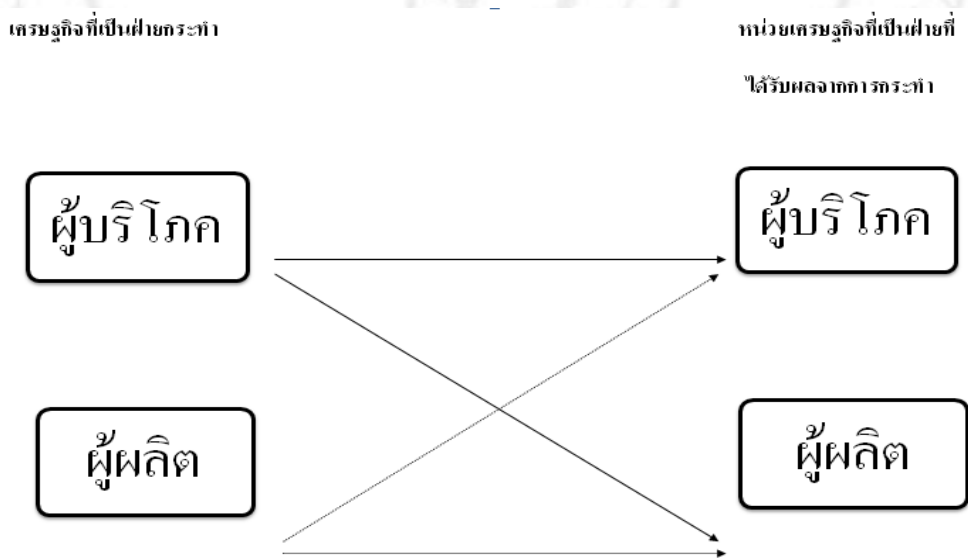 เศรษฐกิจที่เป็นฝ่ายกระทำ
หน่วยเศรษฐกิจที่เป็นฝ่ายที่
ได้รับผลจากการกระทำ
ผู้บริโภค
ผู้บริโภค
ผู้ผลิต
ผู้ผลิต